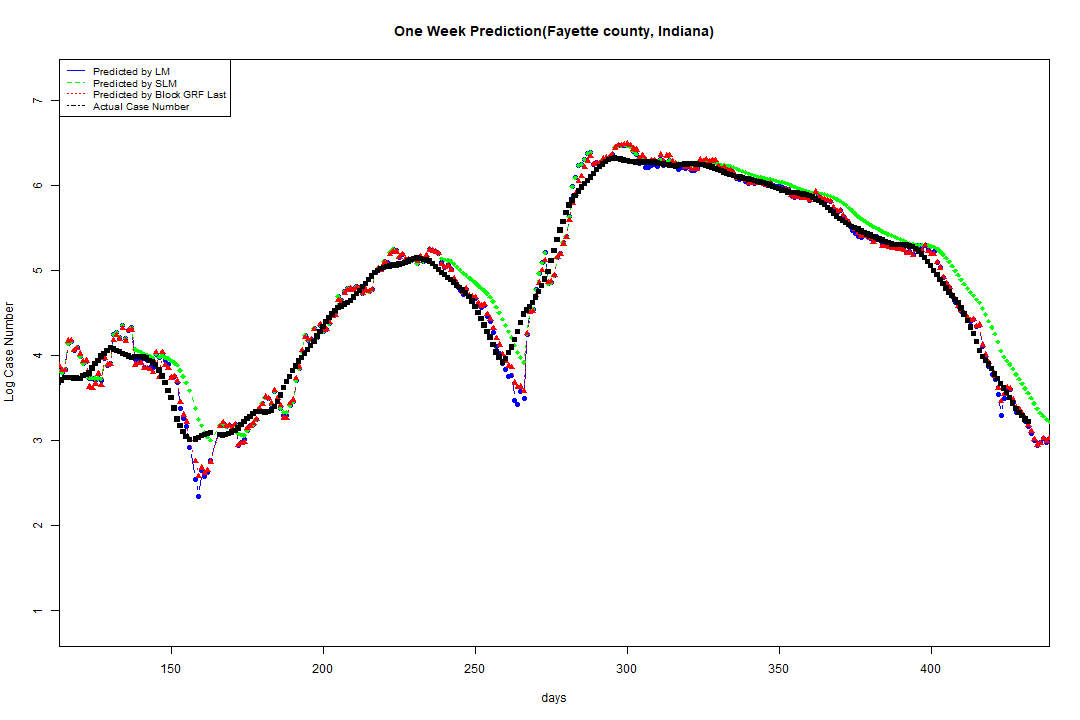 One Week Prediction(Fayette county, Indiana)
Predicted by LM
Predicted by SLM
Predicted by Block GRF Last
Actual Case Number
Log Case Number
7
6
5
4
3
2
1
150 200 250 300 350 400
days